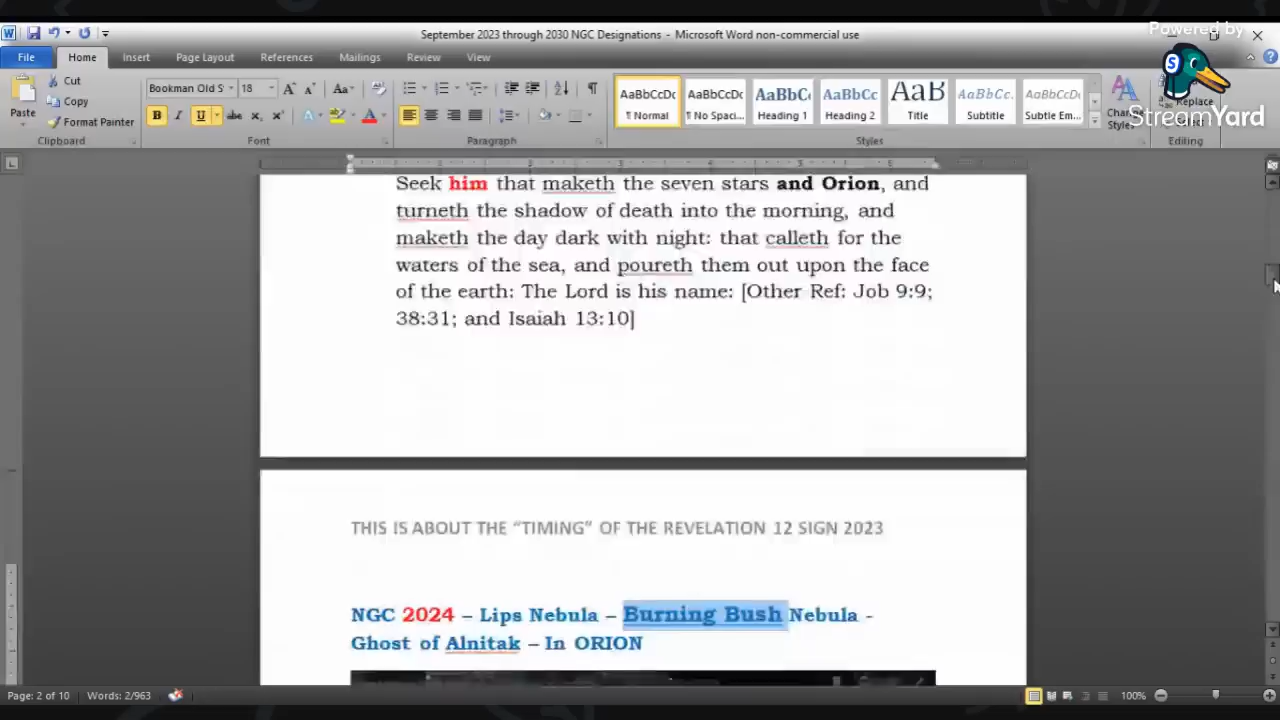 Powered by
StreamYard
September 2023 through 2030 NGC Designations - Microsoft Word non-commercial use
File Home Insert Page Layout References Mailings Review View
Paste
Cut
Copy
Format Painter
Bookman Old S 18
AaBbCcDc AaBbCcDc AaBbC AaBbCc AaB AaBbCc. AaBbCcDc
¶ Normal ¶ No Spaci... Heading 1 Heading 2 Title Subtitle Subtle Em...
Replace
Clipboard Font Paragraph Styles Editing
Seek him that maketh the seven stars and Orion, and
turneth the shadow of death into the morning, and
maketh the day dark with night: that calleth for the
waters of the sea, and poureth them out upon the face
of the earth: The Lord is his name: [Other Ref: Job 9:9;
38:31; and Isaiah 13:10]
THIS IS ABOUT THE “TIMING” OF THE REVELATION 12 SIGN 2023
NGC 2024 – Lips Nebula – Burning Bush Nebula -
Ghost of Alnitak – In ORION
Page: 2 of 10 Words: 2/963 100%